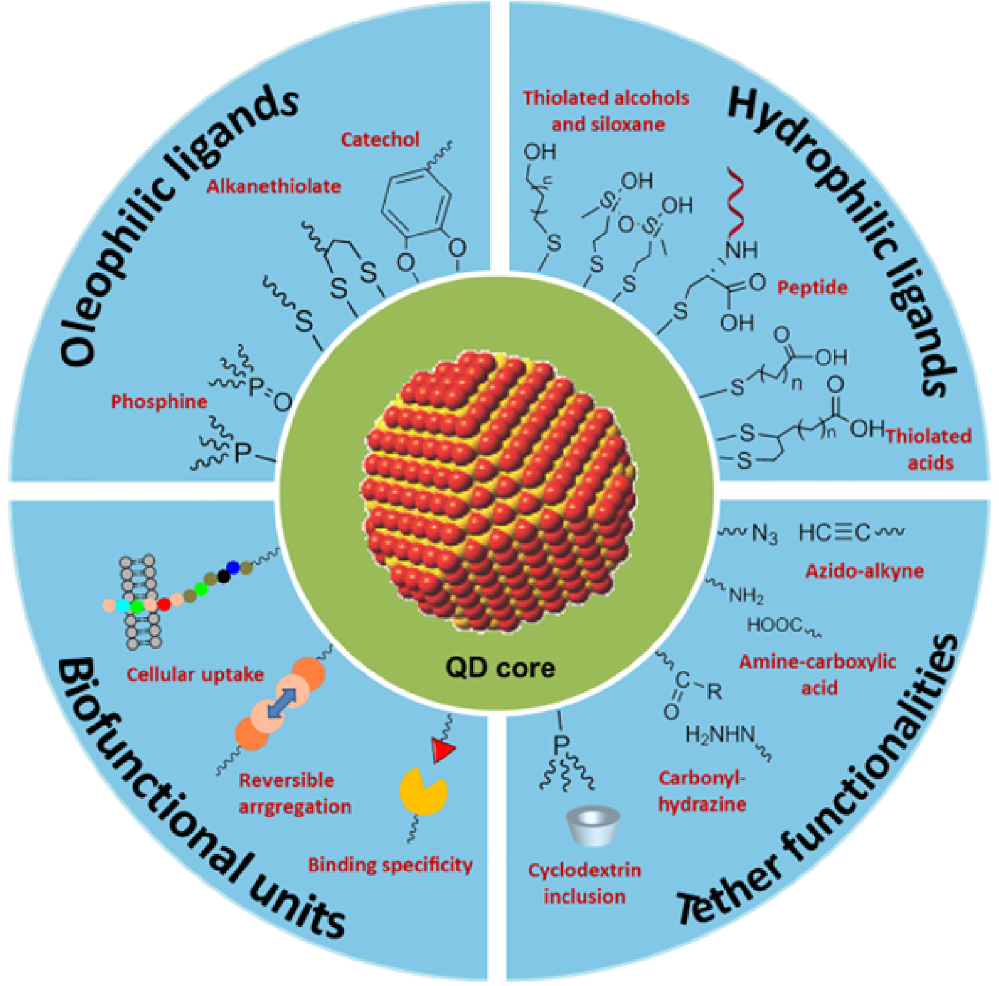 Oleophilic ligands
Catechol
Alkanethiolate
O
O
S
S
S
P=O
Phosphine
P
Hydrophilic ligands
Thiolated alcohols
and siloxane
OH
n
S
OH
Si
O
Si
OH
S
S
NH
O
Peptide
S
OH
O
OH
S
n
O
S
n
OH
S
Thiolated
acids
QD core
Biofunctional units
Cellular uptake
Reversible
arrgregation
Binding specificity
Tether functionalities
N3
HC≡C
Azido-alkyne
NH2
HOOC
Amine-carboxylic
acid
C
R
O
H2NHN
Carbonyl-
hydrazine
P
Cyclodextrin
inclusion